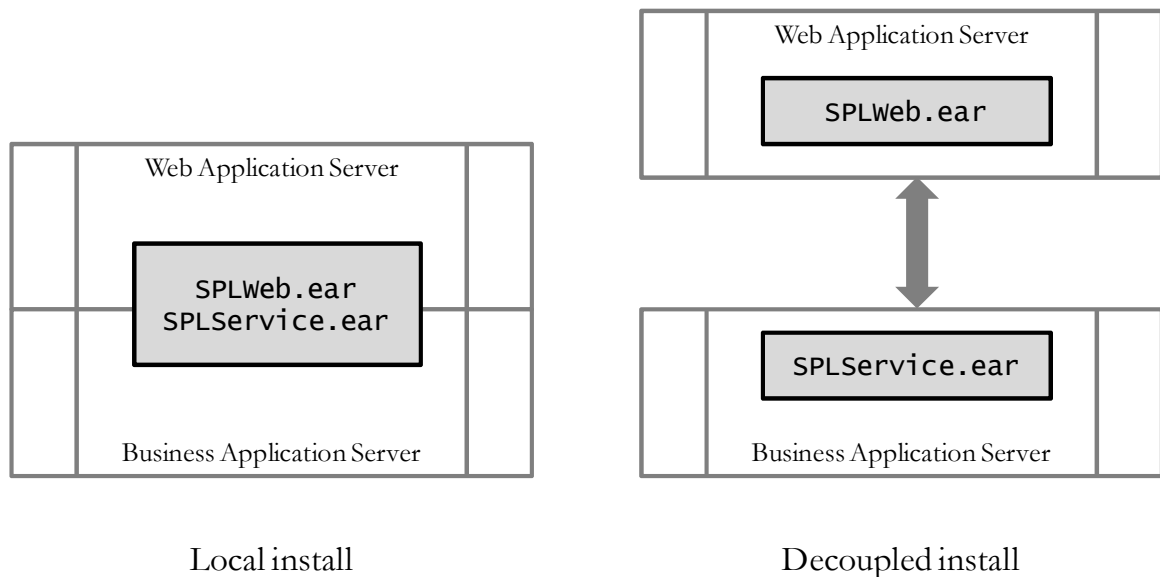 Web Application Server
SPLWeb.ear
SPLService.ear
Business Application Server
Local install
Web Application Server
SPLWeb.ear
SPLService.ear
Business Application Server
Decoupled install